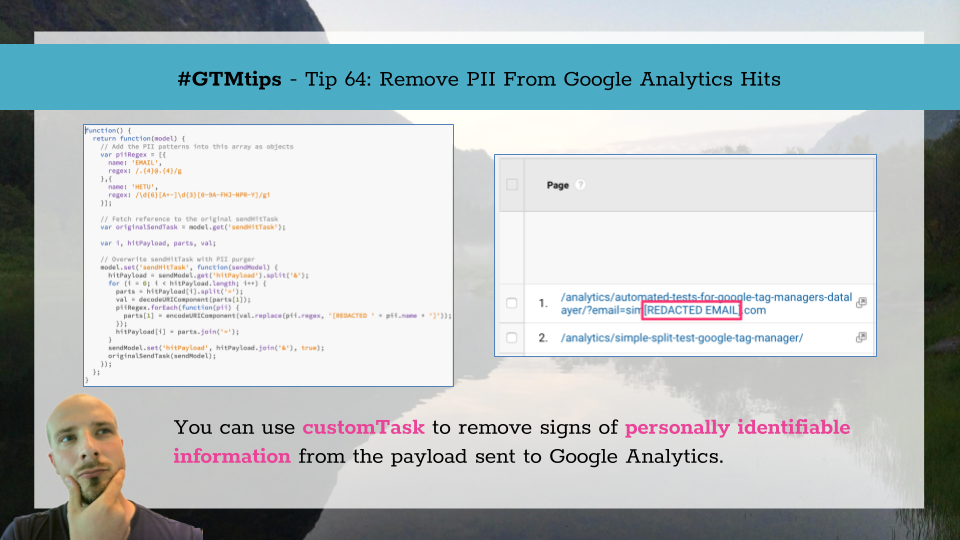 #GTMtips - Tip 64: Remove PII From Google Analytics Hits
function() {
return function(model) {
// Add the PII patterns into this array as objects
var piiRegex = [{
name: 'EMAIL',
regex: /.{4}@.{4}/g
},{
name: 'HETU',
regex: /\d{6}[A+-]\d{3}[0-9A-FHJ-NPR-Y]/gi
}];
// Fetch reference to the original sendHitTask
var originalSendTask = model.get('sendHitTask');
var i, hitPayload, parts, val;
// Overwrite sendHitTask with PII purger
model.set('sendHitTask', function(sendModel) {
hitPayload = sendModel.get('hitPayload').split('&');
for (i = 0; i < hitPayload.length; i++) {
parts = hitPayload[i].split('=');
val = decodeURIComponent(parts[1]);
piiRegex.forEach(function(pii) {
parts[1] = encodeURIComponent(val.replace(pii.regex, '[REDACTED ' + pii.name + ']'));
});
hitPayload[i] = parts.join('=');
}
sendModel.set('hitPayload', hitPayload.join('&'), true);
originalSendTask(sendModel);
});
};
}
Page ?
1. /analytics/automated-tests-for-google-tag-managers-datal
ayer/?email=sim[REDACTED EMAIL].com
2. /analytics/simple-split-test-google-tag-manager/
You can use customTask to remove signs of personally identifiable
information from the payload sent to Google Analytics.